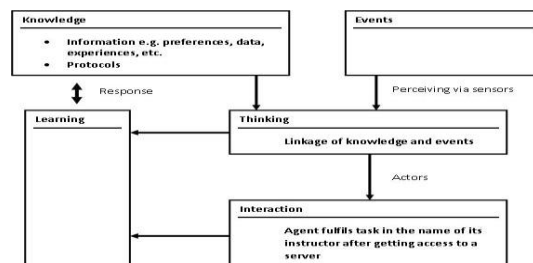 Knowledge
• Information e.g. preferences, data,
experiences, etc.
• Protocols
Events
Response
Perceiving via sensors
Learning
Thinking
Linkage of knowledge and events
Actors
Interaction
Agent fulfils task in the name of its
instructor after getting access to a
server